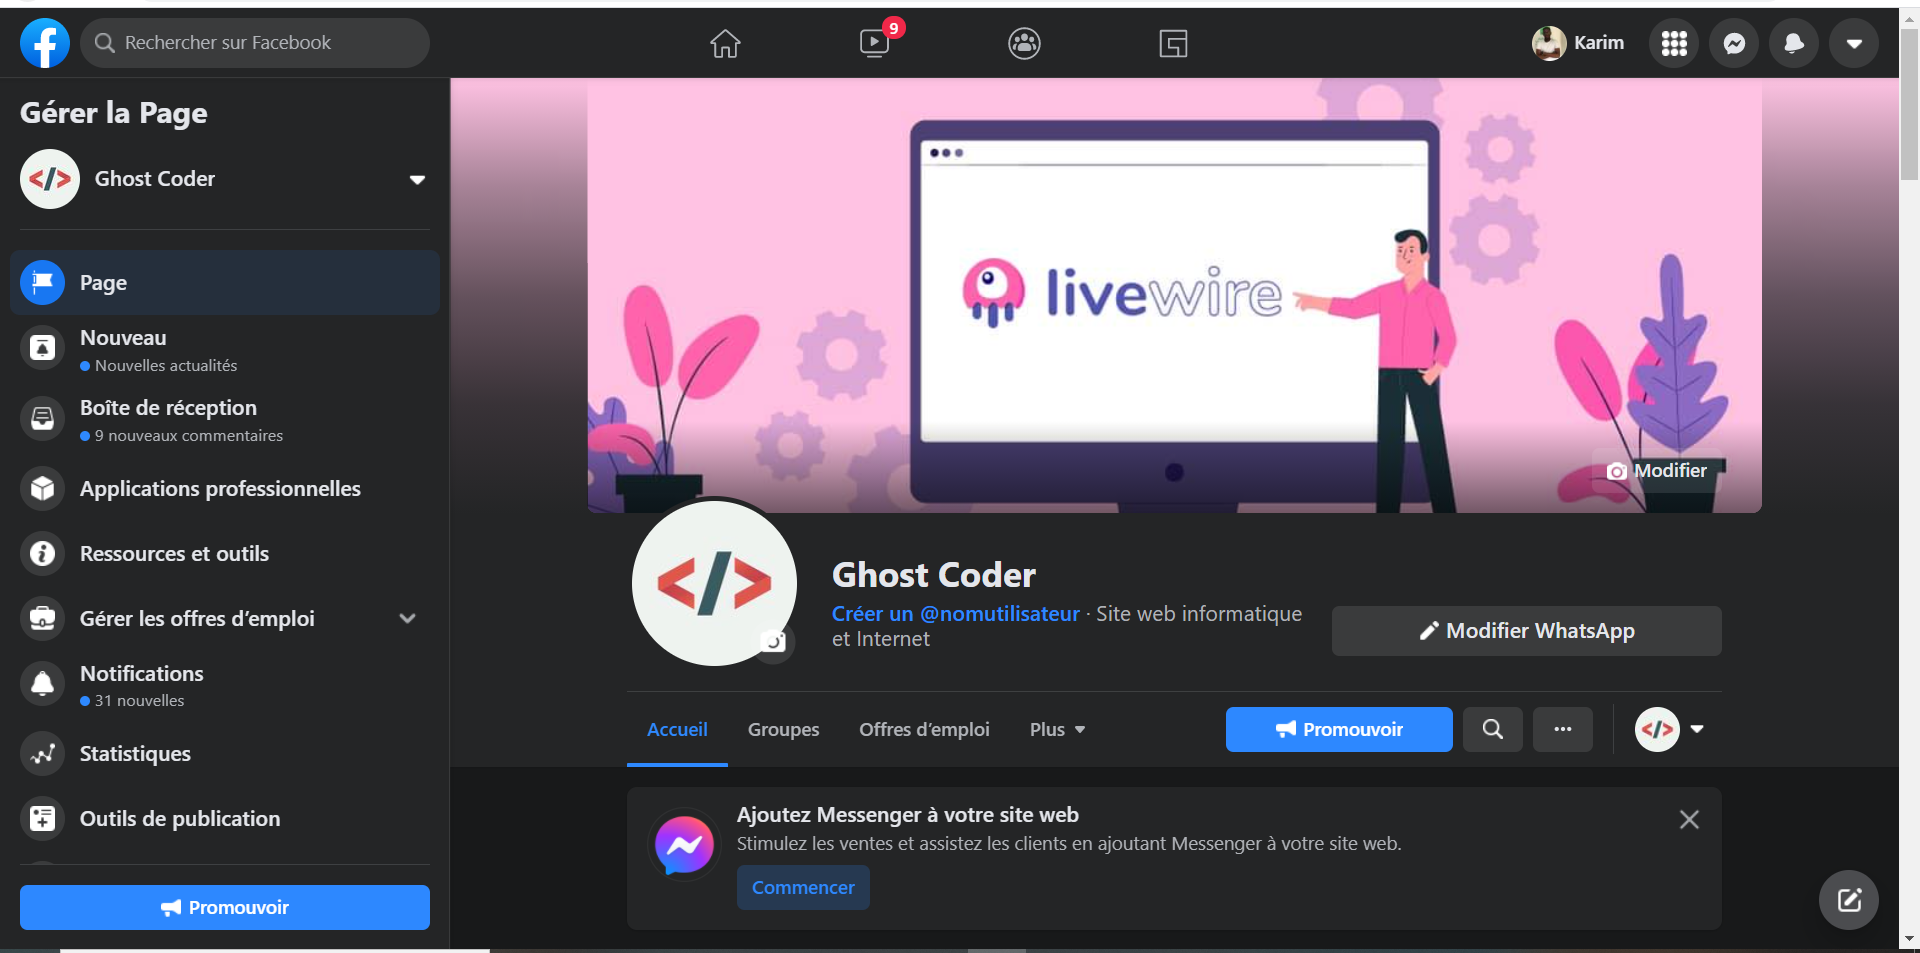 Rechercher sur Facebook
9
Karim
Gérer la Page
Ghost Coder
Page
Nouveau
Nouvelles actualités
Boîte de réception
9 nouveaux commentaires
Applications professionnelles
Ressources et outils
Gérer les offres d’emploi
Notifications
31 nouvelles
Statistiques
Outils de publication
Promouvoir
livewire
Modifier
</>
Ghost Coder
Créer un @nomutilisateur · Site web informatique
et Internet
Modifier WhatsApp
Accueil
Groupes
Offres d’emploi
Plus
Promouvoir
Ajoutez Messenger à votre site web
Stimulez les ventes et assistez les clients en ajoutant Messenger à votre site web.
Commencer